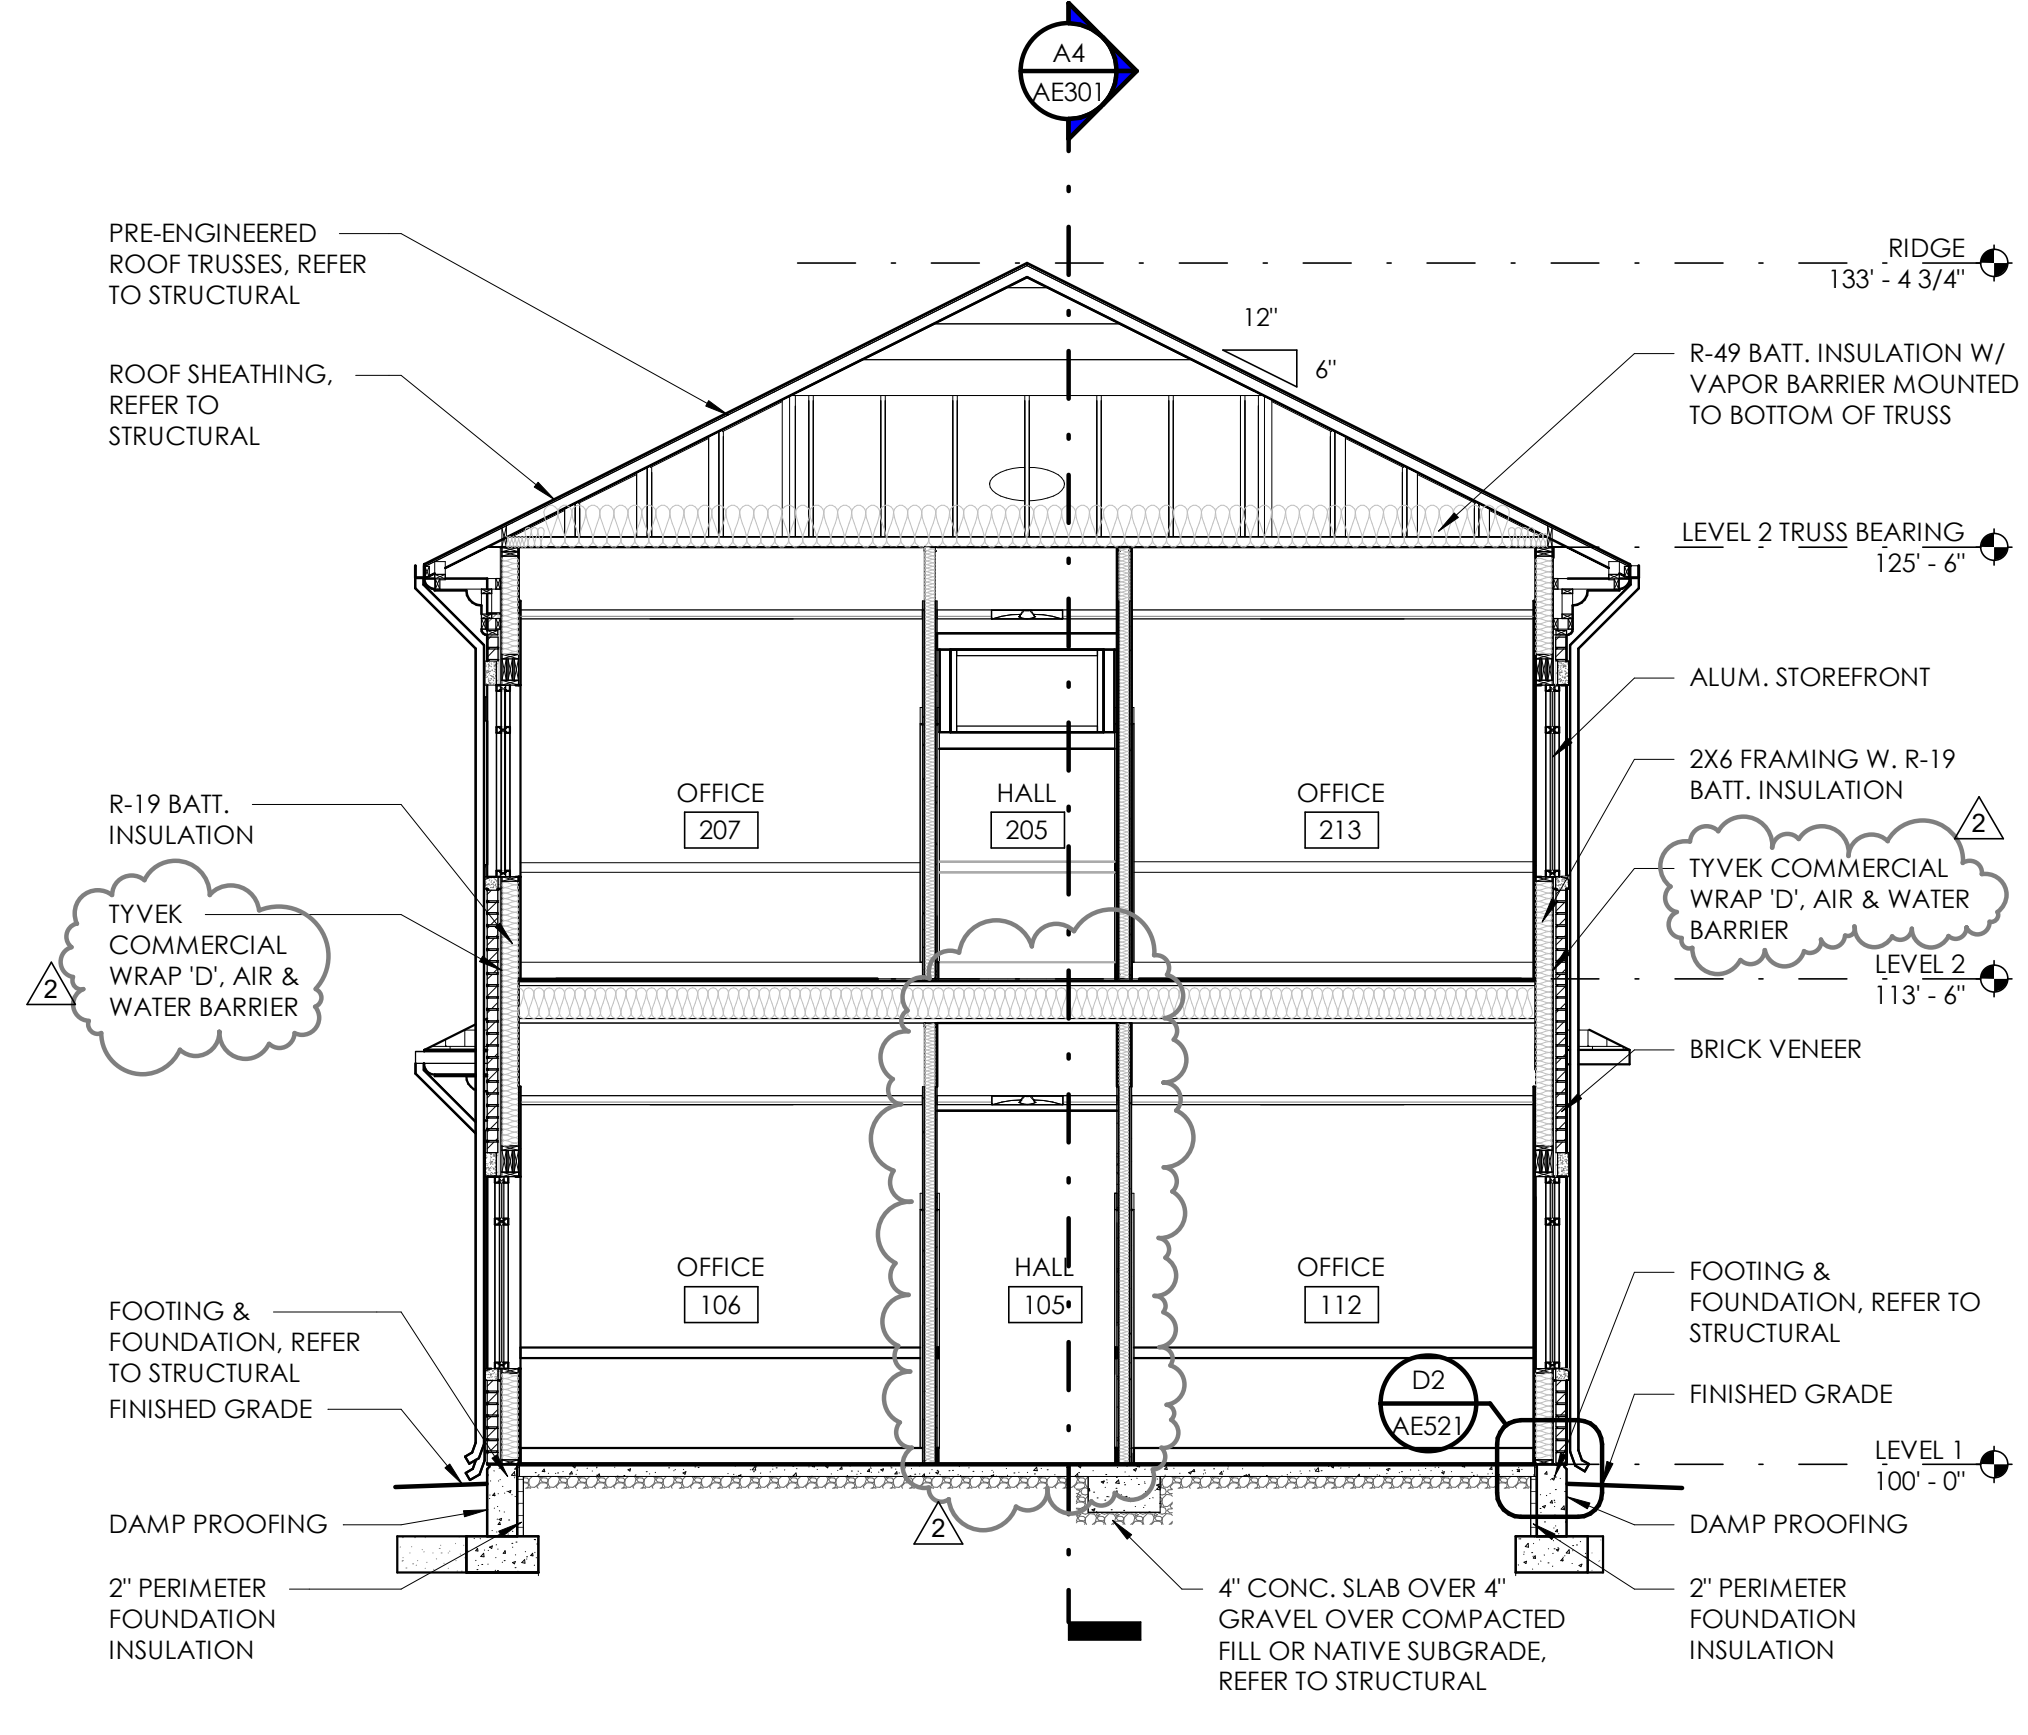 A4
AE301
PRE-ENGINEERED
ROOF TRUSSES, REFER
TO STRUCTURAL
RIDGE
133' - 4 3/4"
12"
6"
ROOF SHEATHING,
REFER TO
STRUCTURAL
R-49 BATT. INSULATION W/
VAPOR BARRIER MOUNTED
TO BOTTOM OF TRUSS
LEVEL 2 TRUSS BEARING
125' - 6"
ALUM. STOREFRONT
2X6 FRAMING W. R-19
BATT. INSULATION
R-19 BATT.
INSULATION
OFFICE
207
HALL
205
OFFICE
213
2
TYVEK COMMERCIAL
WRAP 'D', AIR & WATER
BARRIER
TYVEK
COMMERCIAL
WRAP 'D', AIR &
WATER BARRIER
2
LEVEL 2
113' - 6"
BRICK VENEER
OFFICE
106
HALL
105
OFFICE
112
FOOTING &
FOUNDATION, REFER
TO STRUCTURAL
FINISHED GRADE
FOOTING &
FOUNDATION, REFER TO
STRUCTURAL
D2
AE521
FINISHED GRADE
LEVEL 1
100' - 0"
DAMP PROOFING
2
DAMP PROOFING
2" PERIMETER
FOUNDATION
INSULATION
4" CONC. SLAB OVER 4"
GRAVEL OVER COMPACTED
FILL OR NATIVE SUBGRADE,
REFER TO STRUCTURAL
2" PERIMETER
FOUNDATION
INSULATION